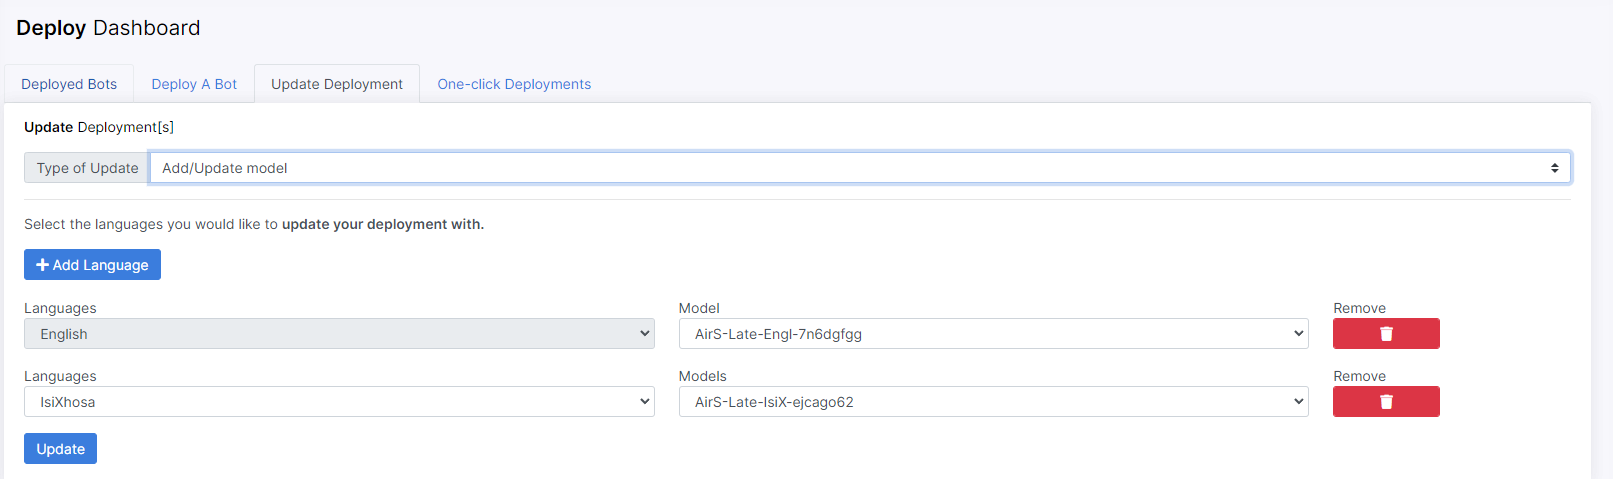 Deploy Dashboard
Deployed Bots Deploy A Bot Update Deployment One-click Deployments
Update Deployment[s]
Type of Update Add/Update model
Select the languages you would like to update your deployment with.
Add Language
Languages Model Remove
English AirS-Late-Engl-7n6dgfgg
Languages Models Remove
IsiXhosa AirS-Late-IsiX-ejcago62
Update